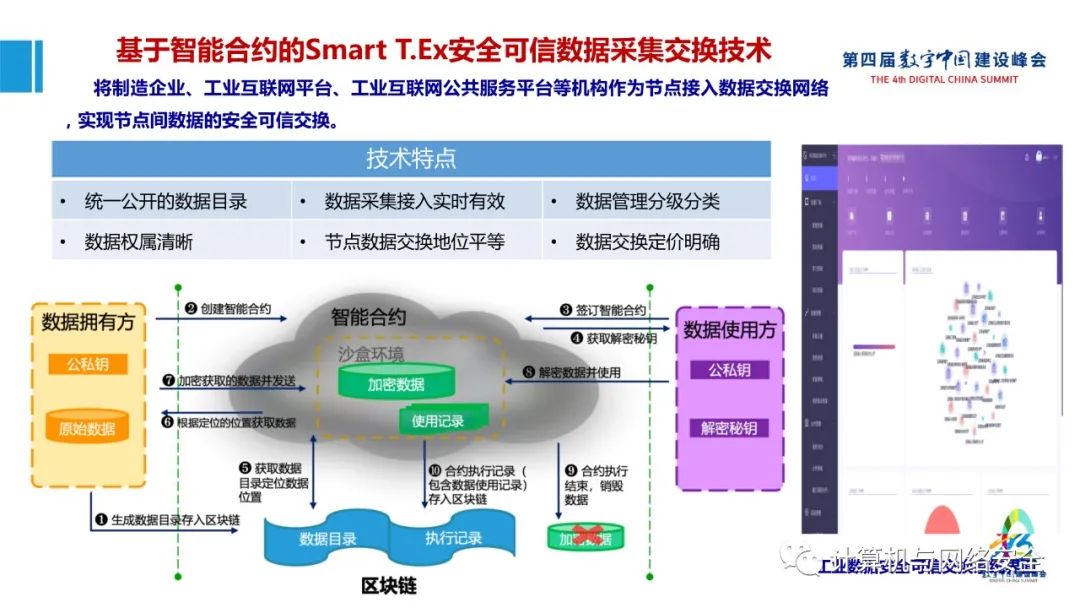 基于智能合约的Smart T.Ex安全可信数据采集交换技术
第四届数字中国建设峰会
THE 4th DIGITAL CHINA SUMMIT
将制造企业、工业互联网平台、工业互联网公共服务平台等机构作为节点接入数据交换网络
，实现节点间数据的安全可信交换。
技术特点
• 统一公开的数据目录
• 数据采集接入实时有效
• 数据管理分级分类
• 数据权属清晰
• 节点数据交换地位平等
• 数据交换定价明确
数据拥有方
公私钥
原始数据
❷ 创建智能合约
❼ 加密获取的数据并发送
❻ 根据定位的位置获取数据
智能合约
沙盒环境
加密数据
使用记录
❸ 签订智能合约
❹ 获取解密秘钥
❽ 解密数据并使用
数据使用方
公私钥
解密秘钥
❺ 获取数据
目录定位数据
位置
❿ 合约执行记录（
包含数据使用记录）
存入区块链
❾ 合约执行
结束，销毁
数据
❶ 生成数据目录存入区块链
数据目录
执行记录
加密数据
区块链
计算机与网络安全
工业数据安全可信交换合约界面
数字中国建设峰会
DIGITAL CHINA SUMMIT